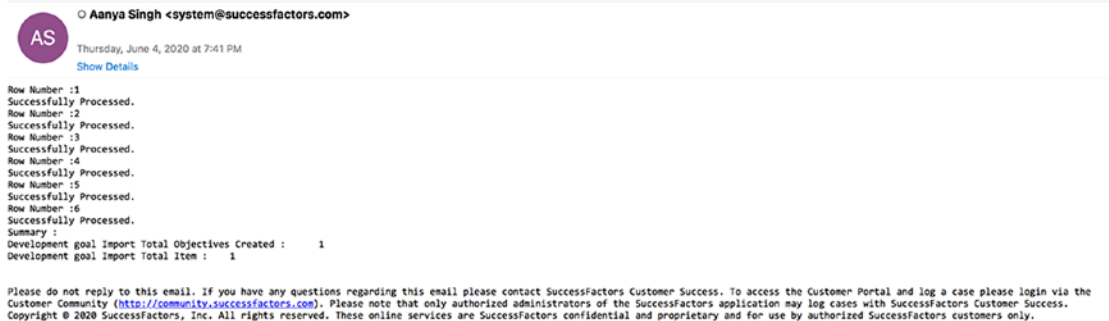 Aanya Singh <system@successfactors.com>
AS
Thursday, June 4, 2020 at 7:41 PM
Show Details
Row Number :1
Successfully Processed.
Row Number :2
Successfully Processed.
Row Number :3
Successfully Processed.
Row Number :4
Successfully Processed.
Row Number :5
Successfully Processed.
Row Number :6
Successfully Processed.
Summary :
Development goal Import Total Objectives Created :      1
Development goal Import Total Item :    1
Please do not reply to this email. If you have any questions regarding this email please contact SuccessFactors Customer Success. To access the Customer Portal and log a case please login via the
Customer Community (http://community.successfactors.com). Please note that only authorized administrators of the SuccessFactors application may log cases with SuccessFactors Customer Success.
Copyright © 2020 SuccessFactors, Inc. All rights reserved. These online services are SuccessFactors confidential and proprietary and for use by authorized SuccessFactors customers only.